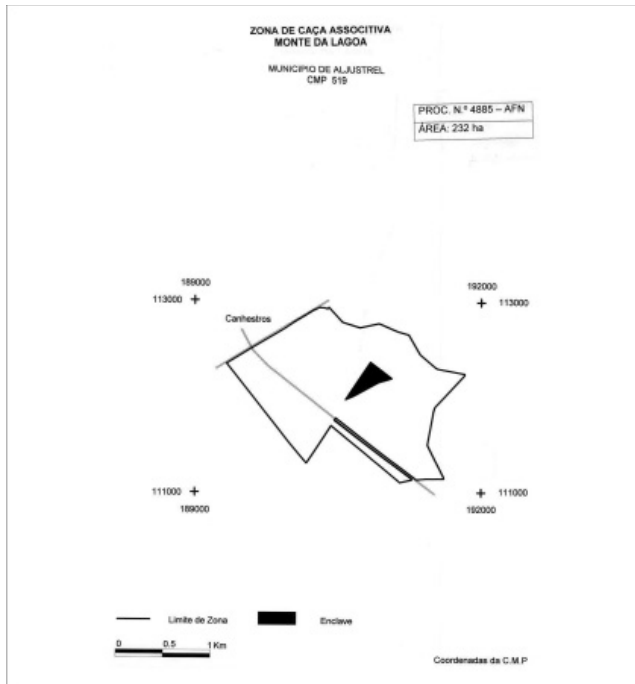 ZONA DE CAÇA ASSOCITIVA
MONTE DA LAGOA
MUNICIPIO DE ALJUSTREL
CMP 519
PROC. N.º 4885 – AFN
ÁREA: 232 ha
189000
192000
113000
113000
Canhestros
111000
111000
189000
192000
Limite de Zona
Enclave
0 0.5 1 Km
Coordenadas da C.M.P